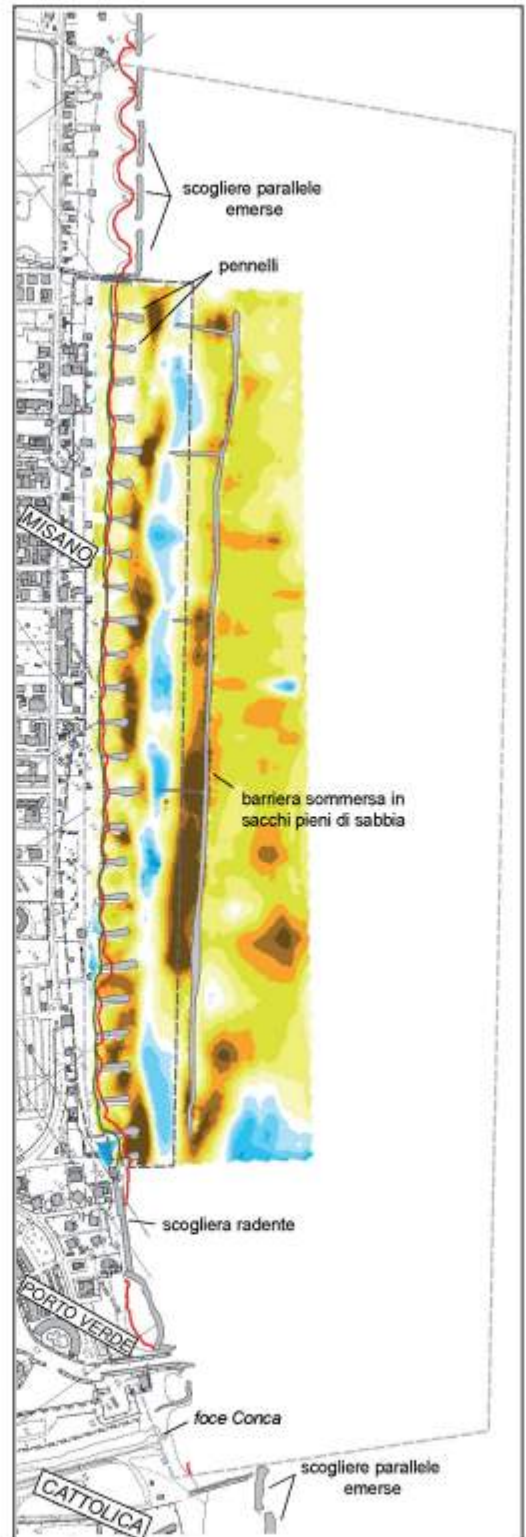 scogliere parallele
emerse
pennelli
MISANO
barriera sommersa in
sacchi pieni di sabbia
scogliera radente
PORTO VERDE
foce Conca
scogliere parallele
emerse
CATTOLICA